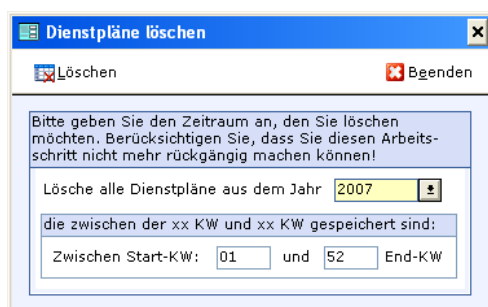 Dienstpläne löschen
Löschen Beenden
Bitte geben Sie den Zeitraum an, den Sie löschen
möchten. Berücksichtigen Sie, dass Sie diesen Arbeits-
schritt nicht mehr rückgängig machen können!
Lösche alle Dienstpläne aus dem Jahr 2007
die zwischen der xx KW und xx KW gespeichert sind:
Zwischen Start-KW: 01 und 52 End-KW